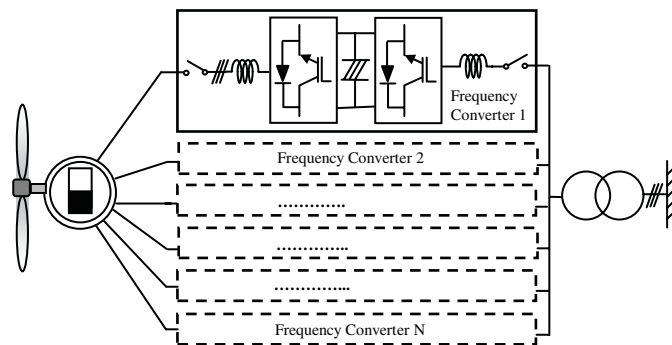 Frequency
Converter 1
Frequency Converter 2
.............
..............
...............
Frequency Converter N